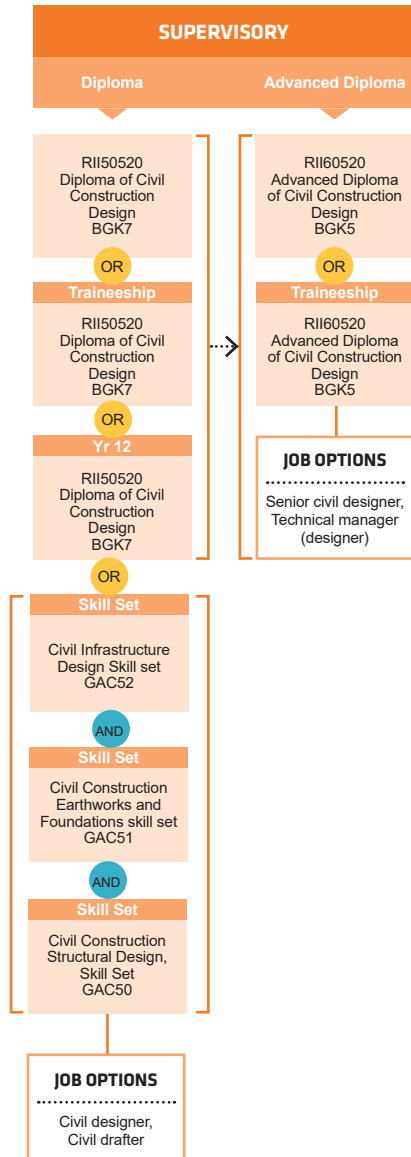 SUPERVISORY
Diploma
RII50520
Diploma of Civil
Construction
Design
BGK7
OR
Traineeship
RII50520
Diploma of Civil
Construction
Design
BGK7
OR
Yr 12
RII50520
Diploma of Civil
Construction
Design
BGK7
OR
Skill Set
Civil Infrastructure
Design Skill set
GAC52
AND
Skill Set
Civil Construction
Earthworks and
Foundations skill set
GAC51
AND
Skill Set
Civil Construction
Structural Design,
Skill Set
GAC50
JOB OPTIONS
Civil designer,
Civil drafter
Advanced Diploma
RII60520
Advanced Diploma
of Civil Construction
Design
BGK5
OR
Traineeship
RII60520
Advanced Diploma
of Civil Construction
Design
BGK5
JOB OPTIONS
Senior civil designer,
Technical manager
(designer)